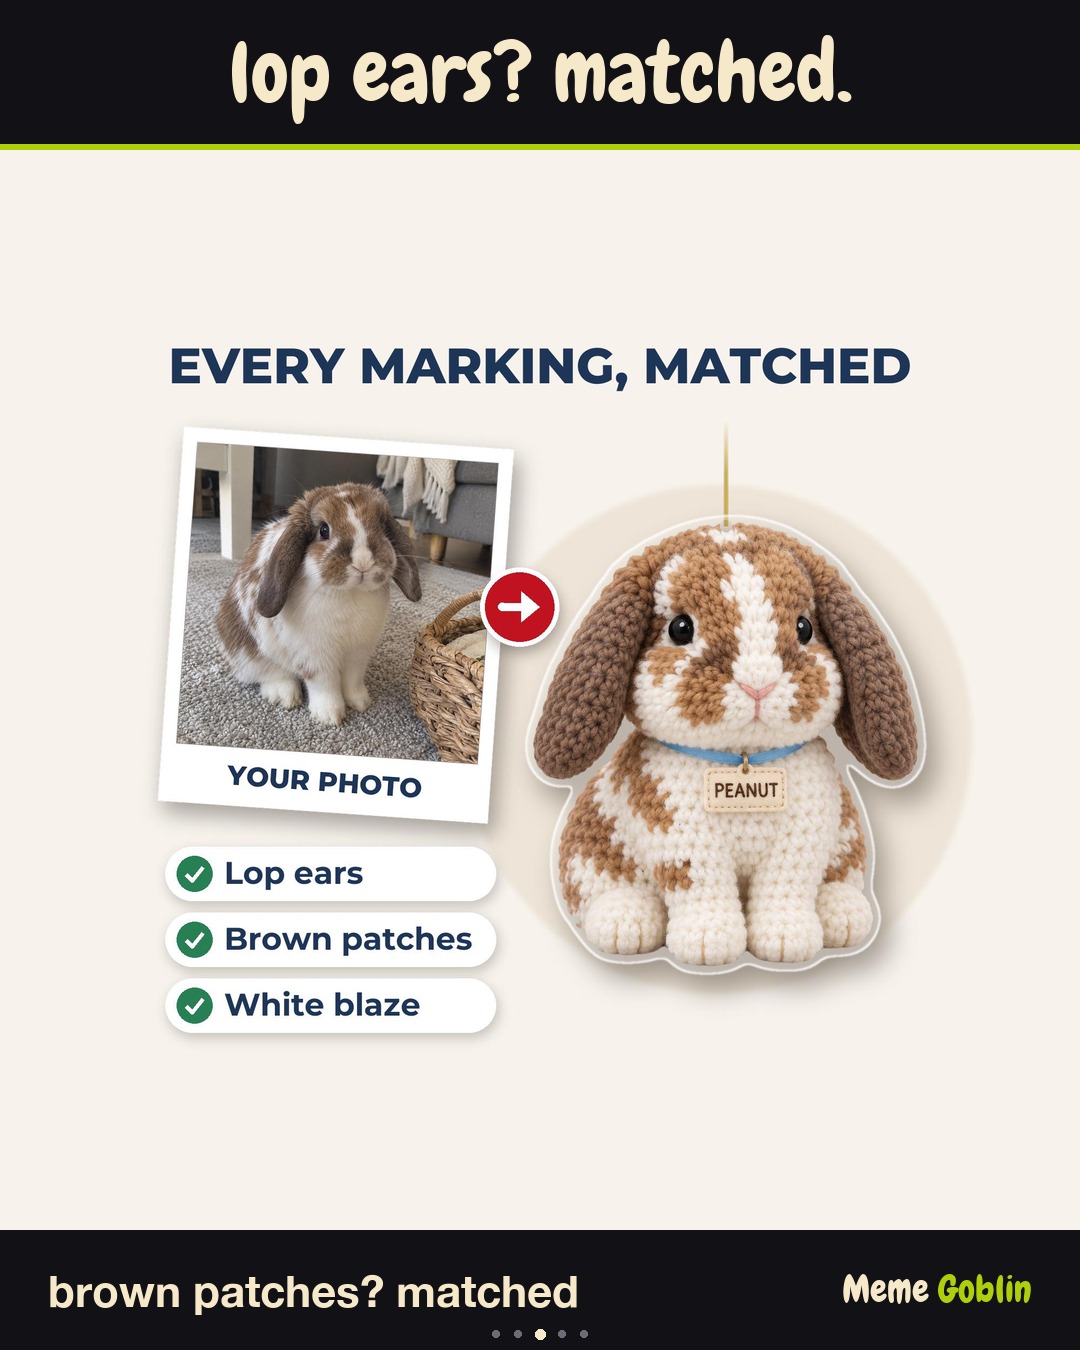 lop ears? matched.
EVERY MARKING, MATCHED
YOUR PHOTO
PEANUT
Lop ears
Brown patches
White blaze
brown patches? matched
Meme Goblin